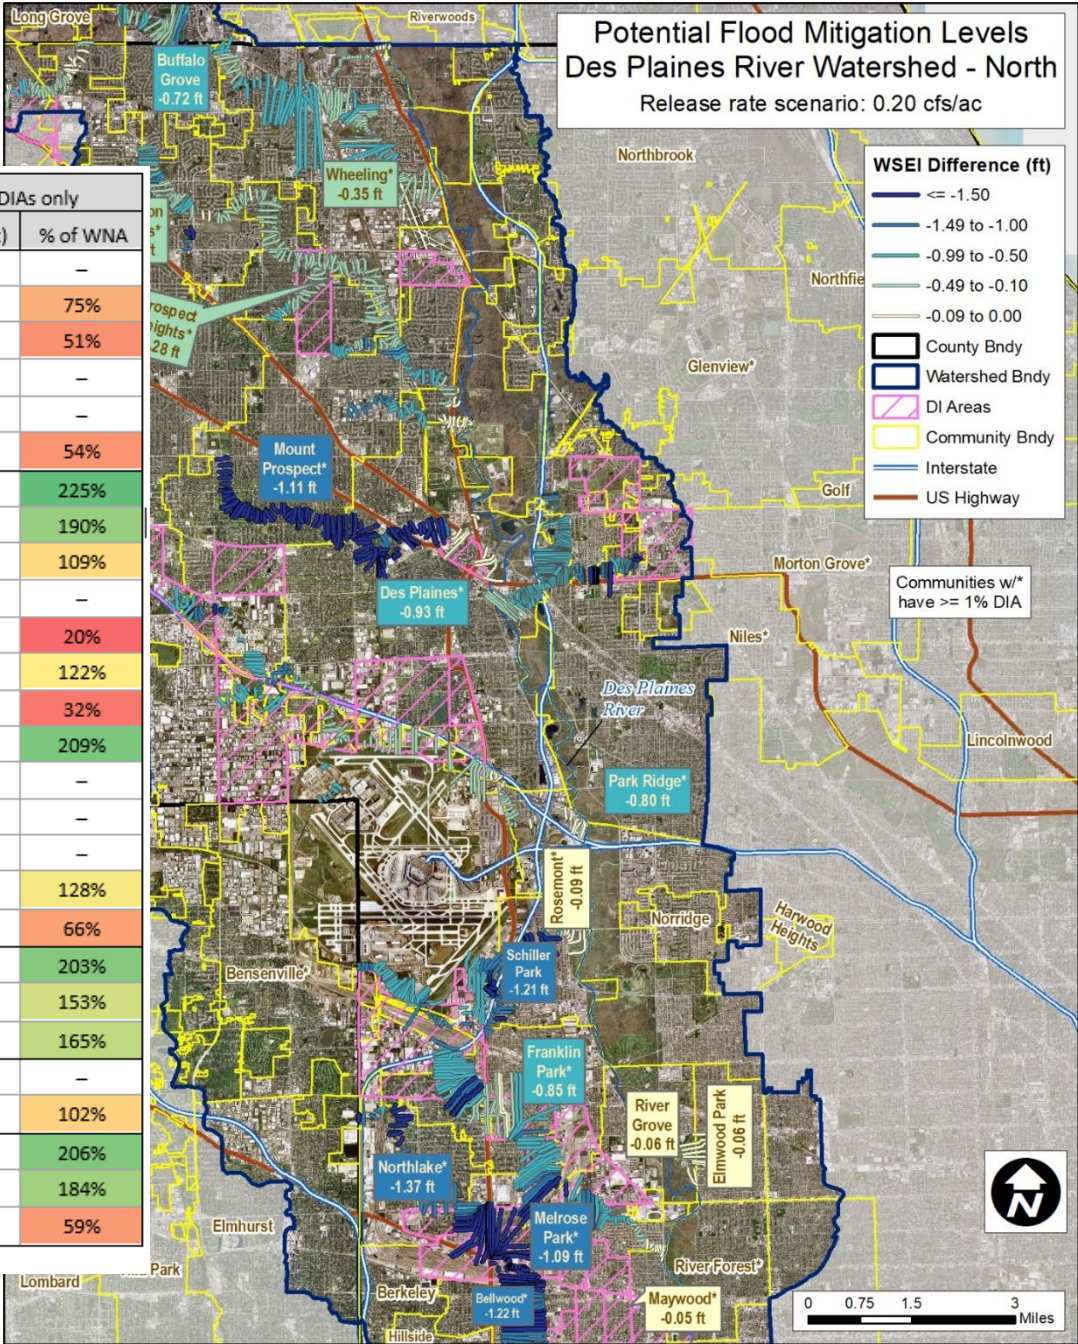 Potential Flood Mitigation Levels
Des Plaines River Watershed - North
Release rate scenario: 0.20 cfs/ac
Long Grove
Riverwoods
Buffalo
Grove
-0.72 ft
Northbrook
Wheeling*
-0.35 ft
WSEI Difference (ft)
<= -1.50
-1.49 to -1.00
-0.99 to -0.50
-0.49 to -0.10
-0.09 to 0.00
County Bndy
Watershed Bndy
DI Areas
Community Bndy
Interstate
US Highway
DIAs only
% of WNA
–
75%
51%
–
–
54%
225%
190%
109%
–
20%
122%
32%
209%
–
–
–
128%
66%
203%
153%
165%
–
102%
206%
184%
59%
on
s*
t
rospect
eights*
28 ft
Northfie
Glenview*
Mount
Prospect*
-1.11 ft
Golf
Morton Grove*
Communities w/*
have >= 1% DIA
Des Plaines*
-0.93 ft
Niles*
Des Plaines
River
Lincolnwood
Park Ridge*
-0.80 ft
Rosemont*
-0.09 ft
Norridge
Harwood
Heights
Schiller
Park
-1.21 ft
Bensenville*
Franklin
Park*
-0.85 ft
River
Grove
-0.06 ft
Elmwood Park
-0.06 ft
Northlake*
-1.37 ft
N
Melrose
Park*
-1.09 ft
Elmhurst
River Forest*
Lombard
Park
Berkeley
Bellwood*
-1.22 ft
Maywood*
-0.05 ft
Hillside
0 0.75 1.5 3
Miles